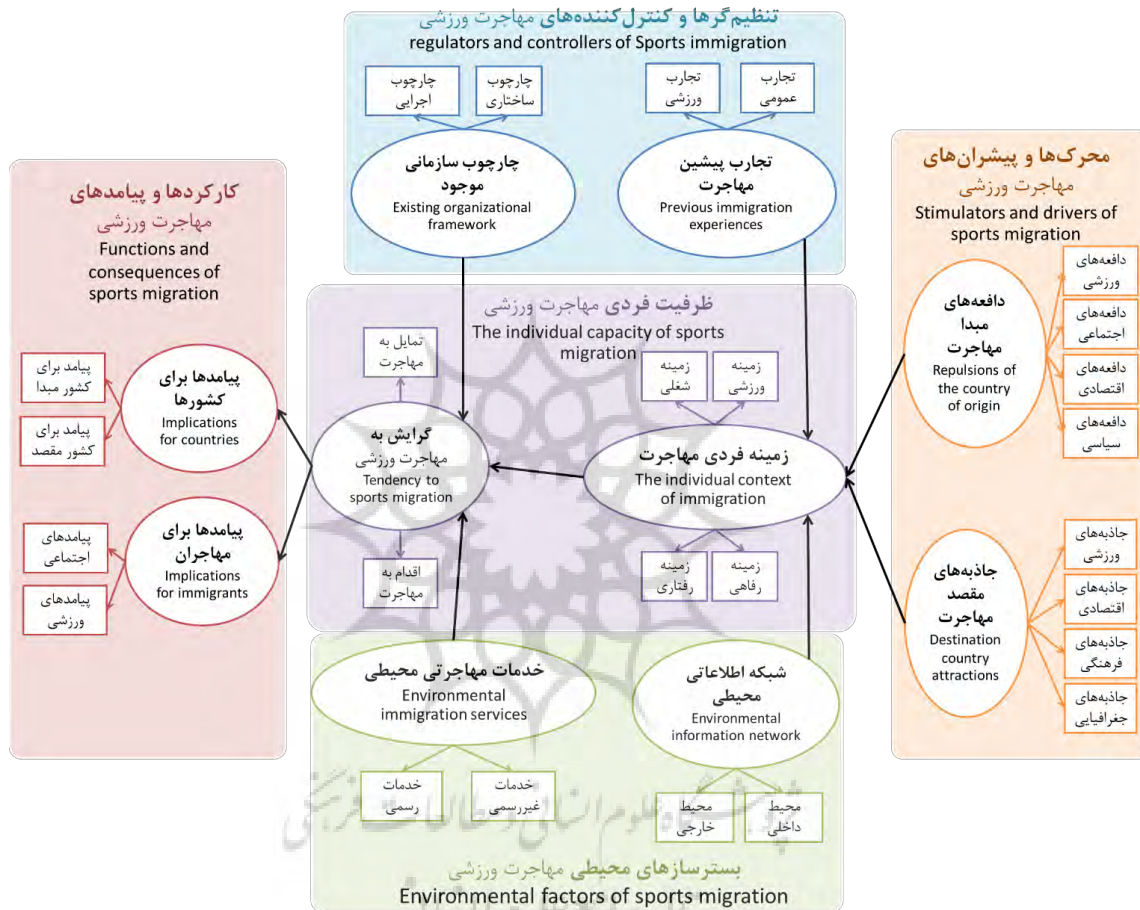 تنظیم‌گرها و کنترل‌کننده‌های مهاجرت ورزشی
regulators and controllers of Sports immigration
چارچوب
اجرایی
چارچوب
ساختاری
تجارب
ورزشی
تجارب
عمومی
چارچوب سازمانی
موجود
Existing organizational
framework
تجارب پیشین
مهاجرت
Previous immigration
experiences
محرک‌ها و پیشران‌های
مهاجرت ورزشی
Stimulators and drivers of
sports migration
دافعه‌های
مبدا
مهاجرت
Repulsions of
the country
of origin
دافعه‌های
ورزشی
دافعه‌های
اجتماعی
دافعه‌های
اقتصادی
دافعه‌های
سیاسی
جاذبه‌های
مقصد
مهاجرت
Destination
country
attractions
جاذبه‌های
ورزشی
جاذبه‌های
اقتصادی
جاذبه‌های
فرهنگی
جاذبه‌های
جغرافیایی
ظرفیت فردی مهاجرت ورزشی
The individual capacity of sports
migration
تمایل به
مهاجرت
زمینه
شغلی
زمینه
ورزشی
گرایش به
مهاجرت ورزشی
Tendency to
sports migration
زمینه فردی مهاجرت
The individual context
of immigration
اقدام به
مهاجرت
زمینه
رفتاری
زمینه
رفاهی
کارکردها و پیامدهای
مهاجرت ورزشی
Functions and
consequences of
sports migration
پیامد برای
کشور مبدا
پیامد برای
کشور مقصد
پیامدها برای
کشورها
Implications
for countries
پیامدهای
اجتماعی
پیامدهای
ورزشی
پیامدها برای
مهاجران
Implications
for immigrants
خدمات مهاجرتی محیطی
Environmental
immigration services
شبکه اطلاعاتی
محیطی
Environmental
information network
خدمات
رسمی
خدمات
غیررسمی
محیط
خارجی
محیط
داخلی
پژوهشگاه علوم انسانی و مطالعات فرهنگی
بسترسازهای محیطی مهاجرت ورزشی
Environmental factors of sports migration